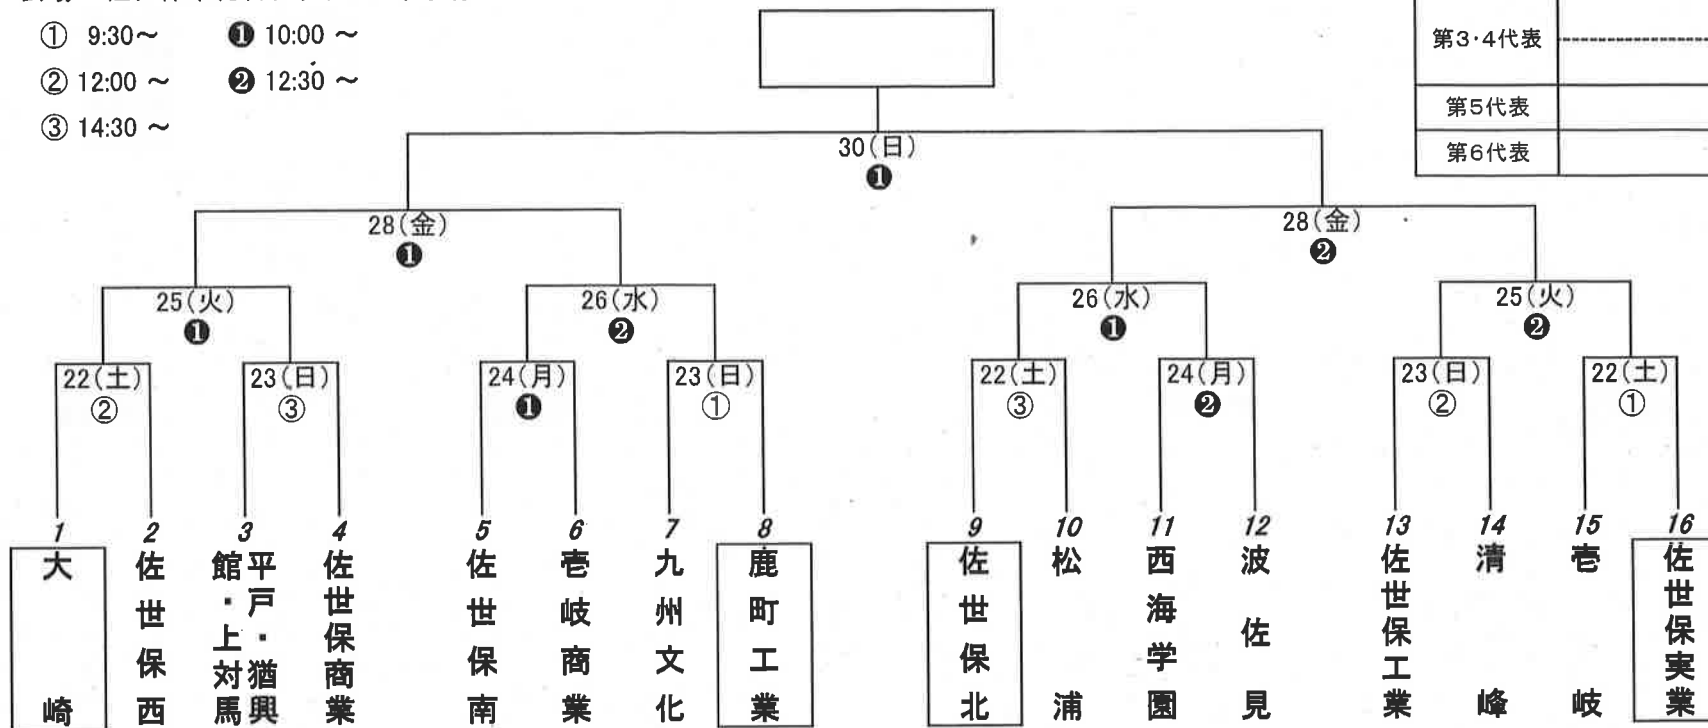 ① 9:30～ ❶ 10:00 ～
② 12:00 ～ ❷ 12:30 ～
③ 14:30 ～
第3・4代表
第5代表
第6代表
30(日)
❶
28(金)
❶
28(金)
❷
25(火)
❶
26(水)
❷
26(水)
❶
25(火)
❷
22(土)
②
23(日)
③
24(月)
❶
23(日)
①
22(土)
③
24(月)
❷
23(日)
②
22(土)
①
1
大崎
2
佐世保西
3
平戸・猶興
館・上対馬
4
佐世保商業
5
佐世保南
6
壱岐商業
7
九州文化
8
鹿町工業
9
佐世保北
10
松浦
11
西海学園
12
波佐見
13
佐世保工業
14
清峰
15
壱岐
16
佐世保実業